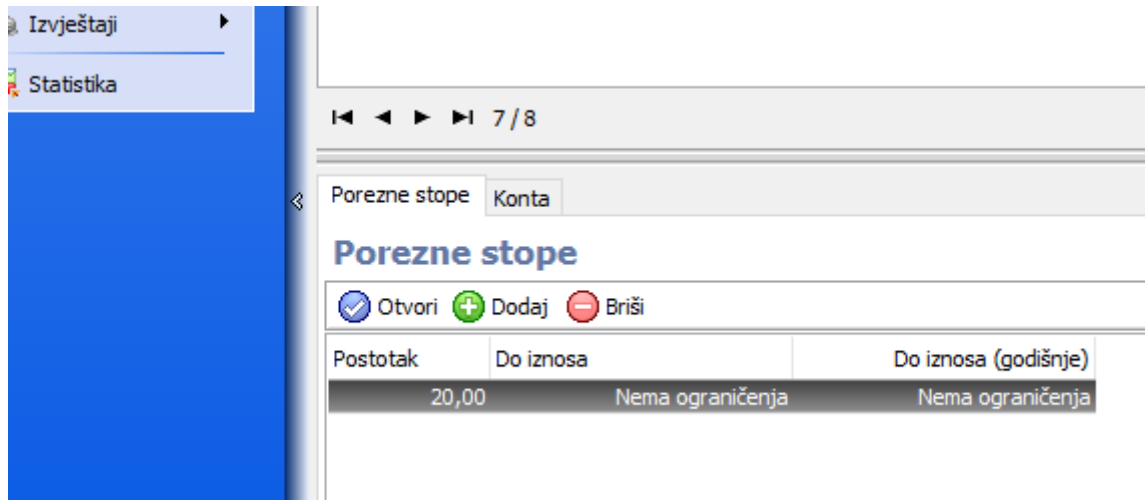 Izvještaji
Statistika
7 / 8
Porezne stope Konta
Porezne stope
Otvori Dodaj Briši
Postotak Do iznosa Do iznosa (godišnje)
20,00 Nema ograničenja Nema ograničenja